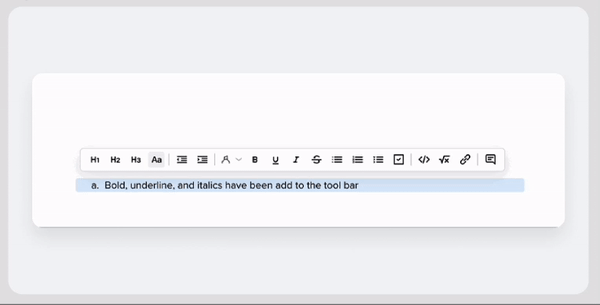 H1 H2 H3 Aa B U I S </> √x
a. Bold, underline, and italics have been add to the tool bar